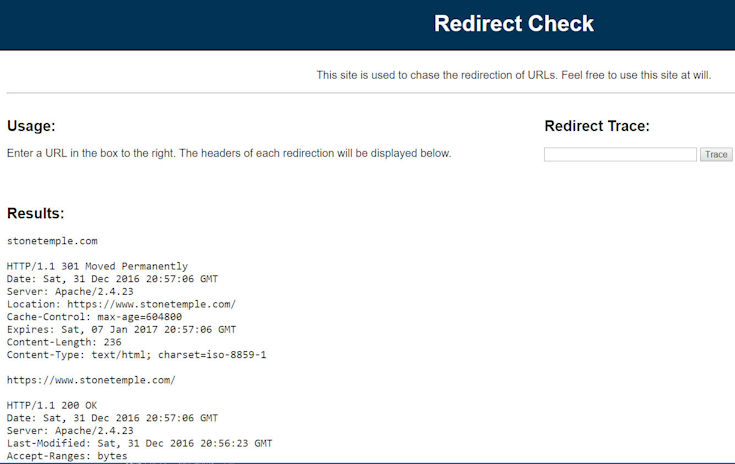 Redirect Check
This site is used to chase the redirection of URLs. Feel free to use this site at will.
Usage:
Enter a URL in the box to the right. The headers of each redirection will be displayed below.
Redirect Trace:
Trace
Results:
stonetemple.com
HTTP/1.1 301 Moved Permanently
Date: Sat, 31 Dec 2016 20:57:06 GMT
Server: Apache/2.4.23
Location: https://www.stonetemple.com/
Cache-Control: max-age=604800
Expires: Sat, 07 Jan 2017 20:57:06 GMT
Content-Length: 236
Content-Type: text/html; charset=iso-8859-1
https://www.stonetemple.com/
HTTP/1.1 200 OK
Date: Sat, 31 Dec 2016 20:57:06 GMT
Server: Apache/2.4.23
Last-Modified: Sat, 31 Dec 2016 20:56:23 GMT
Accept-Ranges: bytes